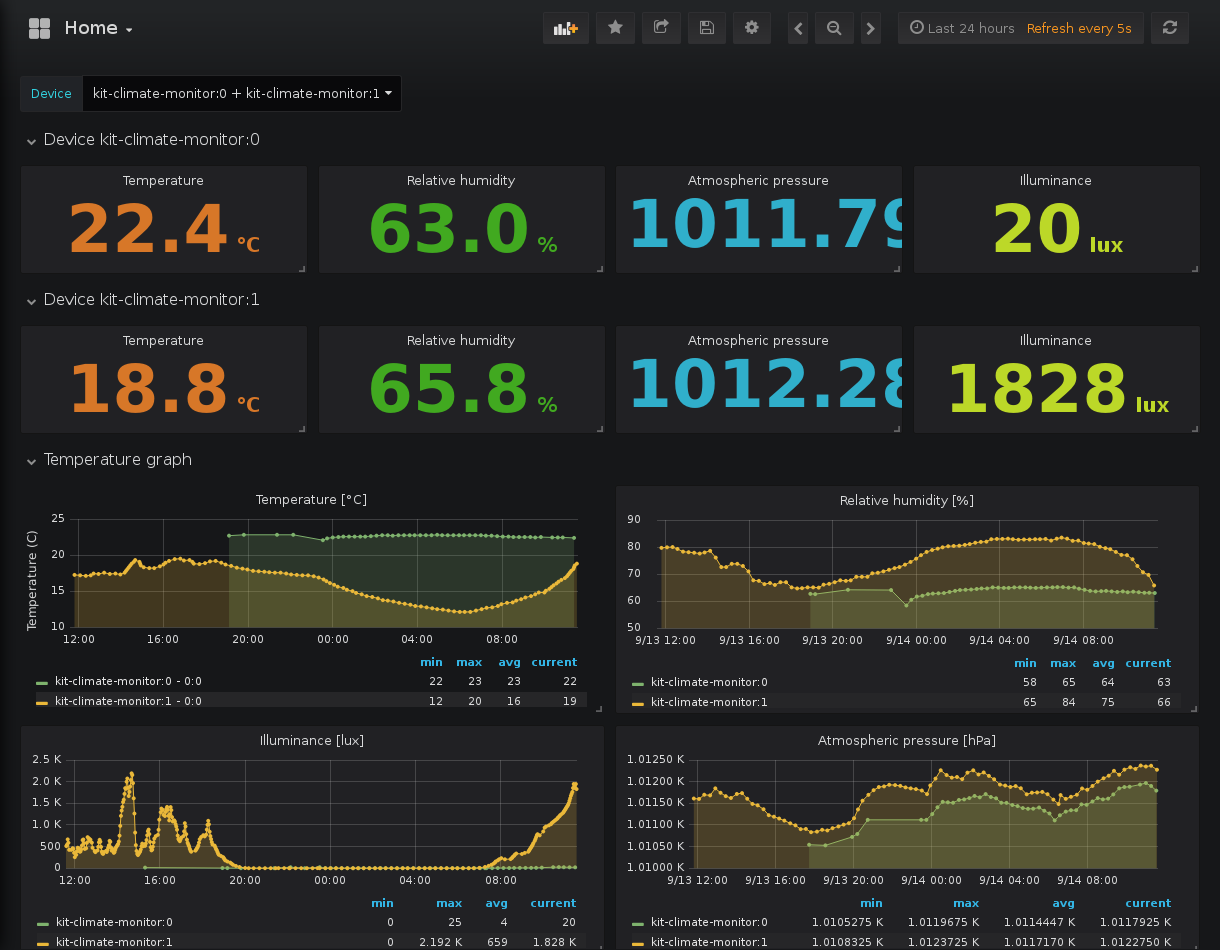 Home
Last 24 hours Refresh every 5s
Device kit-climate-monitor:0 + kit-climate-monitor:1
Device kit-climate-monitor:0
Temperature Relative humidity Atmospheric pressure Illuminance
22.4 °C 63.0 % 1011.79 20 lux
Device kit-climate-monitor:1
Temperature Relative humidity Atmospheric pressure Illuminance
18.8 °C 65.8 % 1012.28 1828 lux
Temperature graph
Temperature [°C]
Temperature (C)
25
20
15
10
12:00 16:00 20:00 00:00 04:00 08:00
min max avg current
kit-climate-monitor:0 - 0:0 22 23 23 22
kit-climate-monitor:1 - 0:0 12 20 16 19
Relative humidity [%]
90
80
70
60
50
9/13 12:00 9/13 16:00 9/13 20:00 9/14 00:00 9/14 04:00 9/14 08:00
min max avg current
kit-climate-monitor:0 58 65 64 63
kit-climate-monitor:1 65 84 75 66
Illuminance [lux]
2.5 K
2.0 K
1.5 K
1.0 K
500
0
12:00 16:00 20:00 00:00 04:00 08:00
min max avg current
kit-climate-monitor:0 0 25 4 20
kit-climate-monitor:1 0 2.192 K 659 1.828 K
Atmospheric pressure [hPa]
1.01250 K
1.01200 K
1.01150 K
1.01100 K
1.01050 K
1.01000 K
9/13 12:00 9/13 16:00 9/13 20:00 9/14 00:00 9/14 04:00 9/14 08:00
min max avg current
kit-climate-monitor:0 1.0105275 K 1.0119675 K 1.0114447 K 1.0117925 K
kit-climate-monitor:1 1.0108325 K 1.0123725 K 1.0117170 K 1.0122750 K